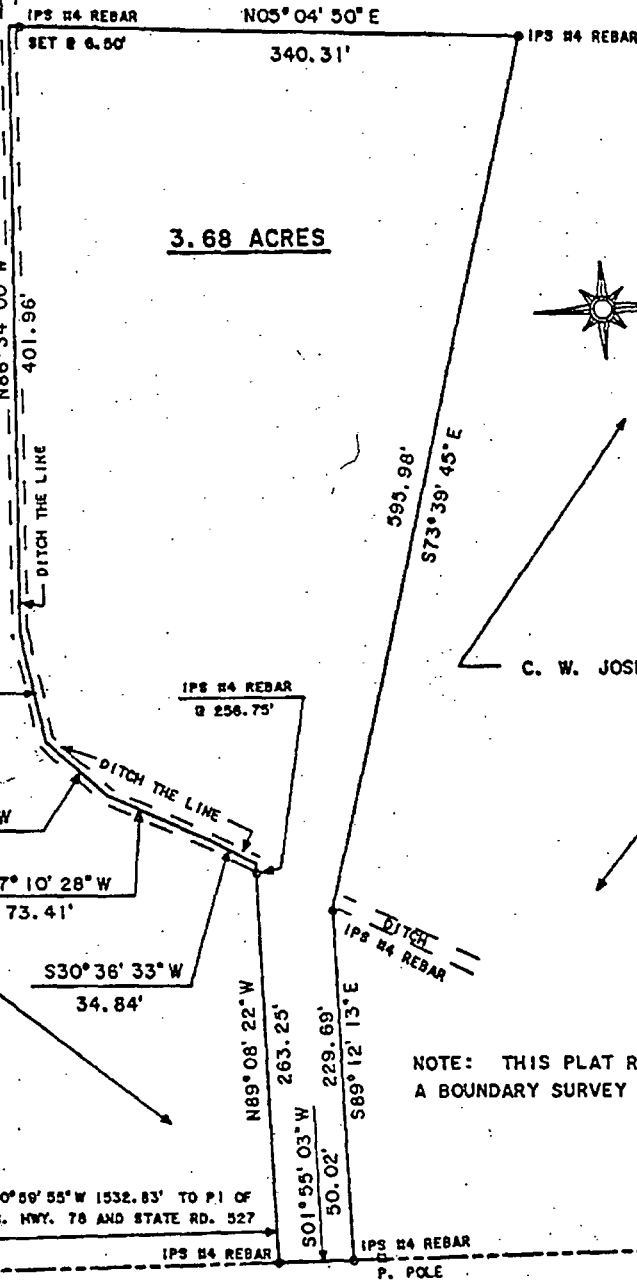 IPS #4 REBAR
SET @ 6.50'
N05° 04' 50" E
340.31'
IPS #4 REBAR
3.68 ACRES
N86° 34' 00" W
401.96'
DITCH THE LINE
595.98'
S73° 39' 45" E
C. W. JOS
IPS #4 REBAR
@ 256.75'
DITCH THE LINE
W
7° 10' 28" W
73.41'
S30° 36' 33" W
34.84'
DITCH
IPS #4 REBAR
N89° 08' 22" W
263.25'
229.69'
S89° 12' 13" E
S01° 55' 03" W
50.02'
NOTE: THIS PLAT R
A BOUNDARY SURVEY
0° 59' 55" W 1532.83' TO P.I OF
. HWY. 78 AND STATE RD. 527
IPS #4 REBAR
IPS #4 REBAR
P. POLE